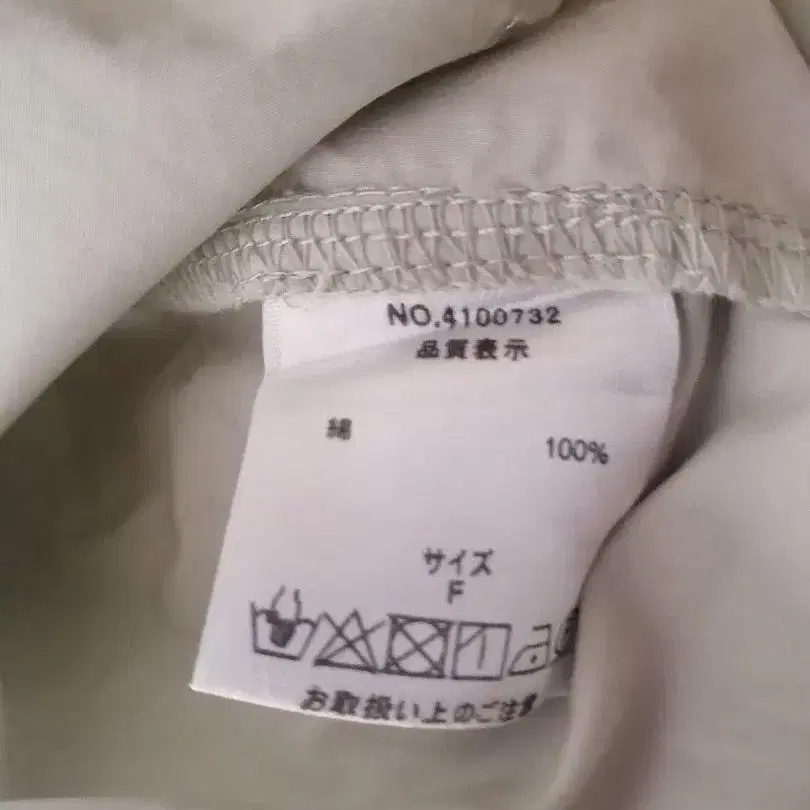 NO.4100732
品質表示
綿 100%
サイズ
F
お取扱い上のご注意